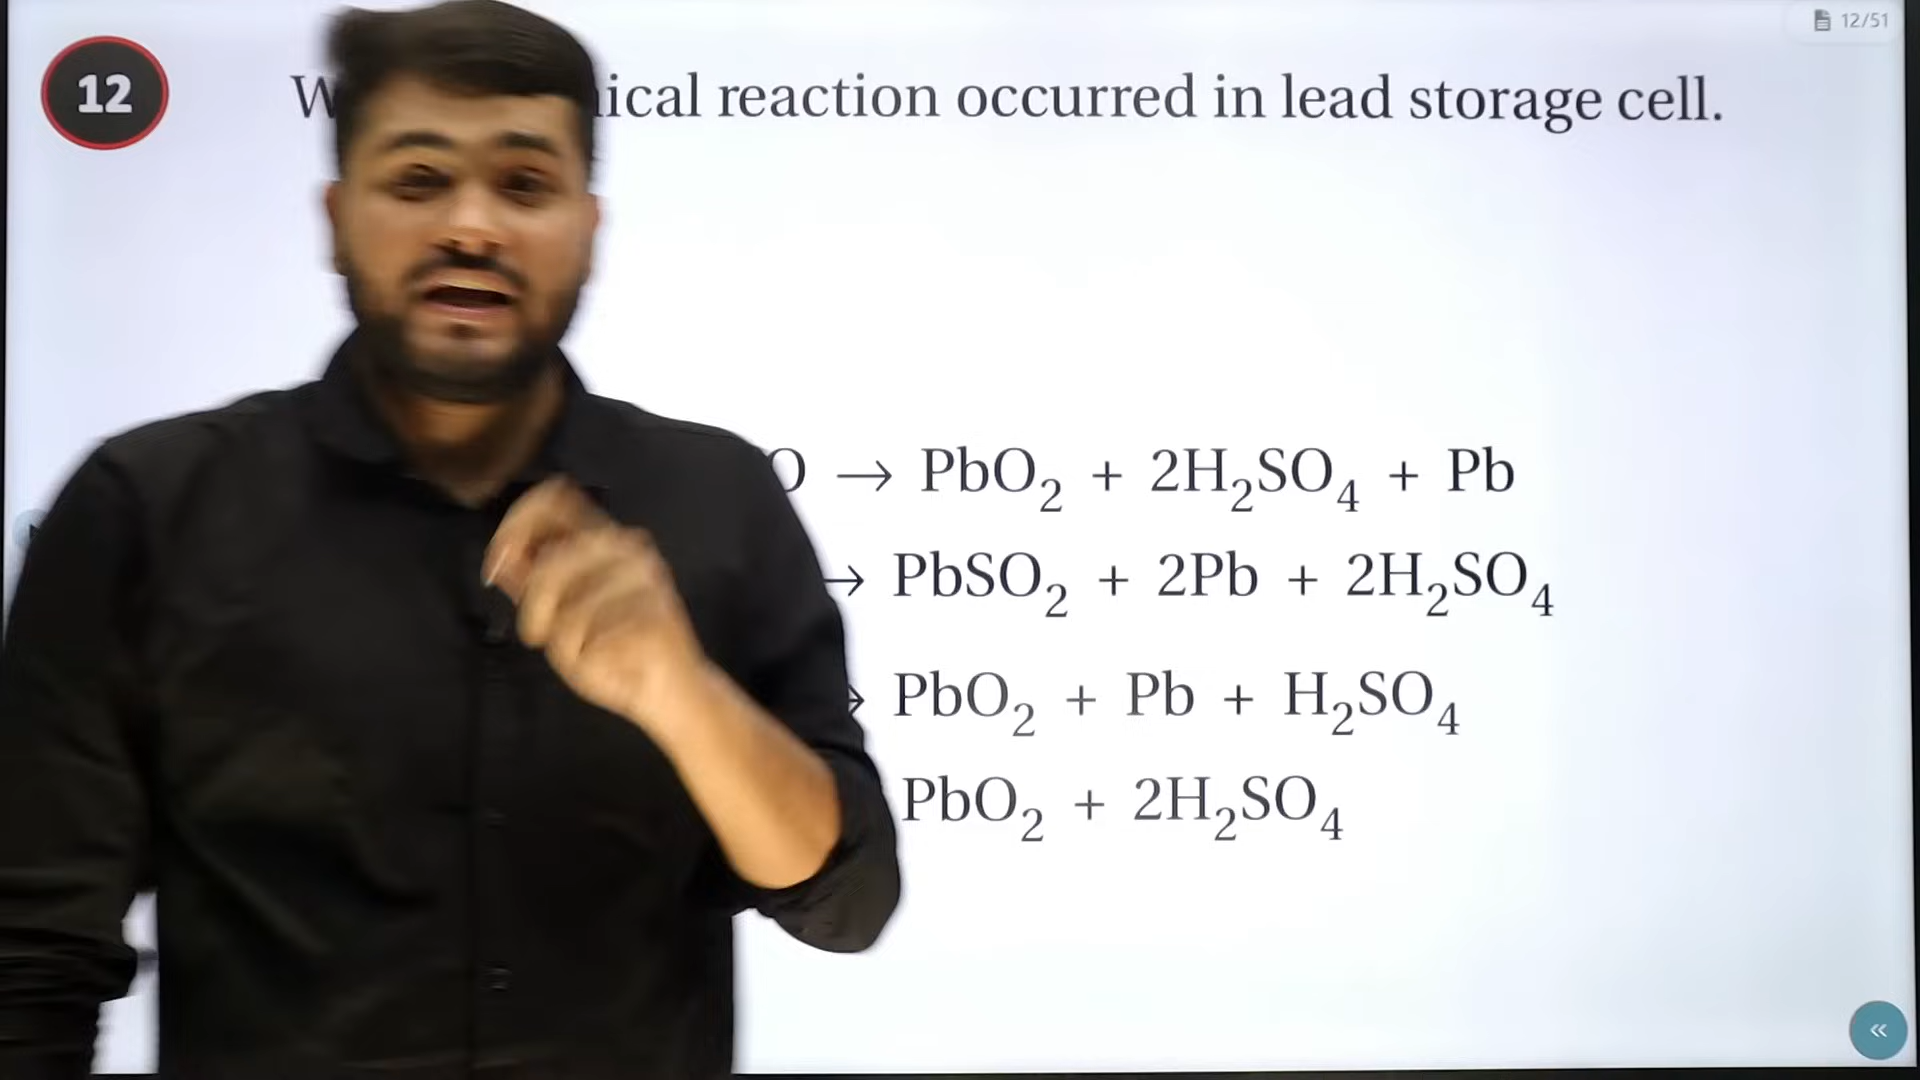 12/51
12 ical reaction occurred in lead storage cell.
O → PbO₂ + 2H₂SO₄ + Pb
→ PbSO₂ + 2Pb + 2H₂SO₄
→ PbO₂ + Pb + H₂SO₄
PbO₂ + 2H₂SO₄